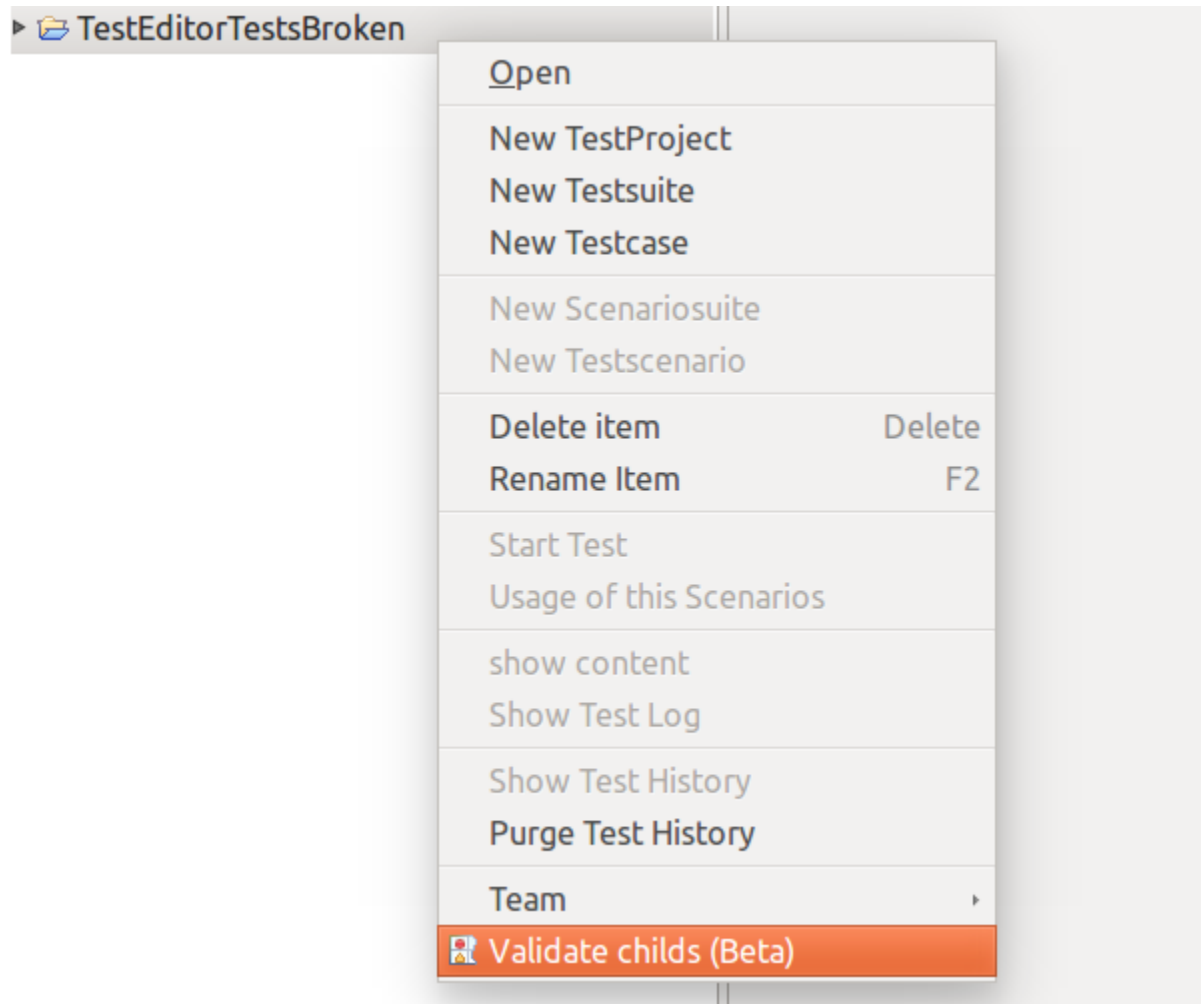 TestEditorTestsBroken
Open
New TestProject
New Testsuite
New Testcase
New Scenariosuite
New Testscenario
Delete item Delete
Rename Item F2
Start Test
Usage of this Scenarios
show content
Show Test Log
Show Test History
Purge Test History
Team
Validate childs (Beta)